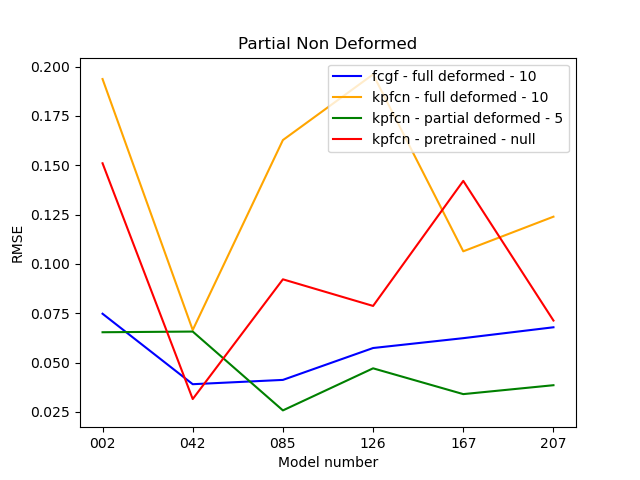 Partial Non Deformed
fcgf - full deformed - 10
kpfcn - full deformed - 10
kpfcn - partial deformed - 5
kpfcn - pretrained - null
RMSE
0.200
0.175
0.150
0.125
0.100
0.075
0.050
0.025
002 042 085 126 167 207
Model number